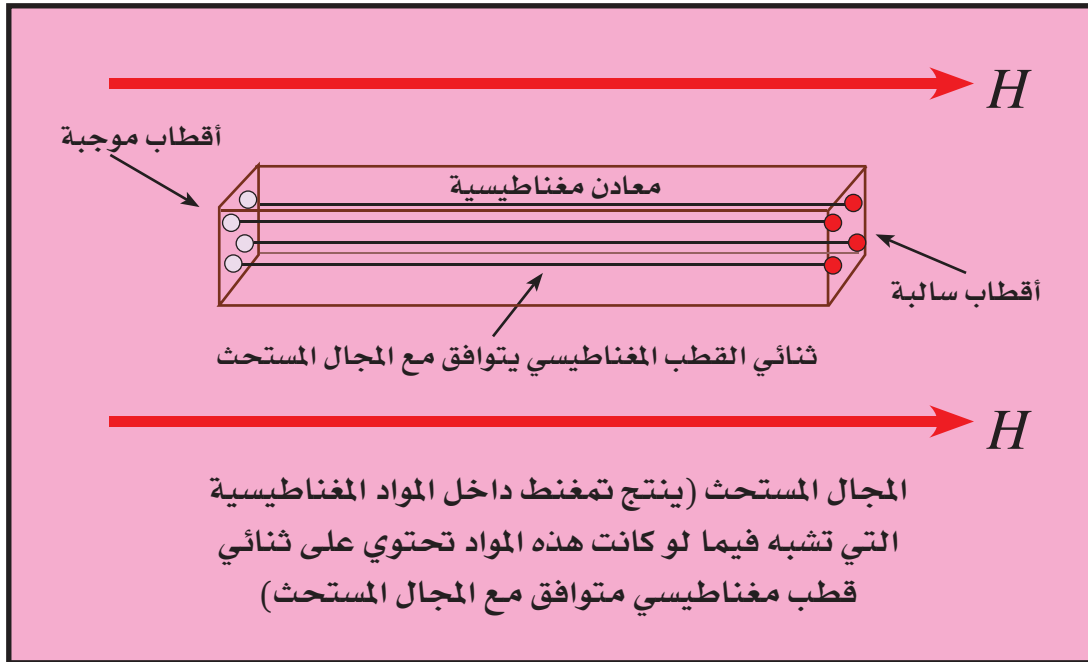 H
أقطاب موجبة
معادن مغناطيسية
أقطاب سالبة
ثنائي القطب المغناطيسي يتوافق مع المجال المستحث
H
المجال المستحث (ينتج تمغنط داخل المواد المغناطيسية
التي تشبه فيما لو كانت هذه المواد تحتوي على ثنائي
قطب مغناطيسي متوافق مع المجال المستحث)